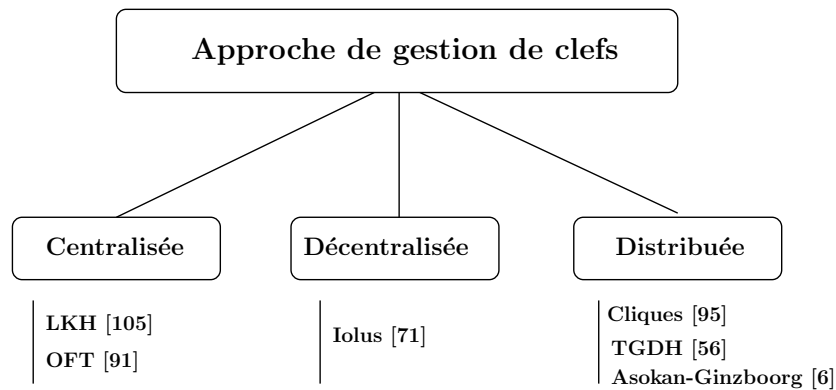 Approche de gestion de clefs
Centralisée
Décentralisée
Distribuée
LKH [105]
OFT [91]
Iolus [71]
Cliques [95]
TGDH [56]
Asokan-Ginzboorg [6]